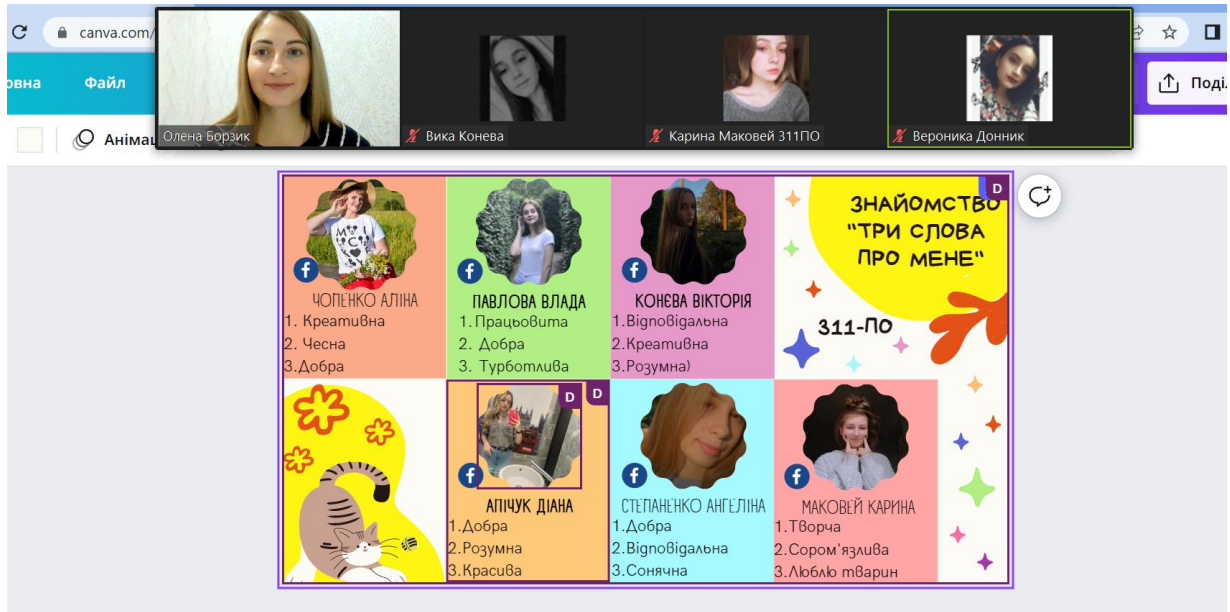 canva.com/
овна
Файл
Поді
Анімац
Олена Борзик
Вика Конева
Карина Маковей 311ПО
Вероника Донник
D
ЗНАЙОМСТВО
"ТРИ СЛОВА
ПРО МЕНЕ"
311-ПО
f
ЧОПЕНКО АЛІНА
1. Креативна
2. Чесна
3.Добра
f
ПАВЛОВА ВЛАДА
1.Працьовита
2. Добра
3. Турботлива
f
КОНЄВА ВІКТОРІЯ
1.Відповідальна
2.Креативна
3.Розумна)
D
D
f
АПІЧУК ДІАНА
1.Добра
2.Розумна
3.Красива
f
СТЕПАНЕНКО АНГЕЛІНА
1.Добра
2.Відповідальна
3.Сонячна
f
МАКОВЕЙ КАРИНА
1.Творча
2.Сором'язлива
3.Люблю тварин